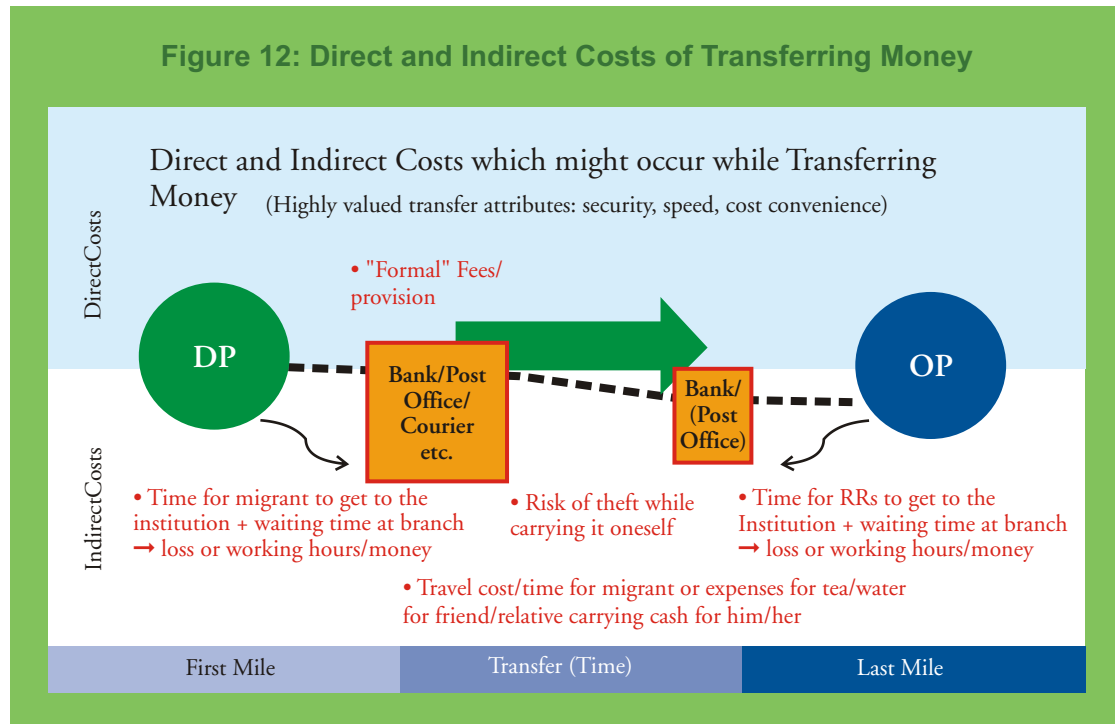 Figure 12: Direct and Indirect Costs of Transferring Money
Direct and Indirect Costs which might occur while Transferring
Money (Highly valued transfer attributes: security, speed, cost convenience)
DirectCosts
• "Formal" Fees/
provision
DP
Bank/Post
Office/
Courier
etc.
Bank/
(Post
Office)
OP
IndirectCosts
• Time for migrant to get to the
institution + waiting time at branch
→ loss or working hours/money
• Risk of theft while
carrying it oneself
• Time for RRs to get to the
Institution + waiting time at branch
→ loss or working hours/money
• Travel cost/time for migrant or expenses for tea/water
for friend/relative carrying cash for him/her
First Mile
Transfer (Time)
Last Mile